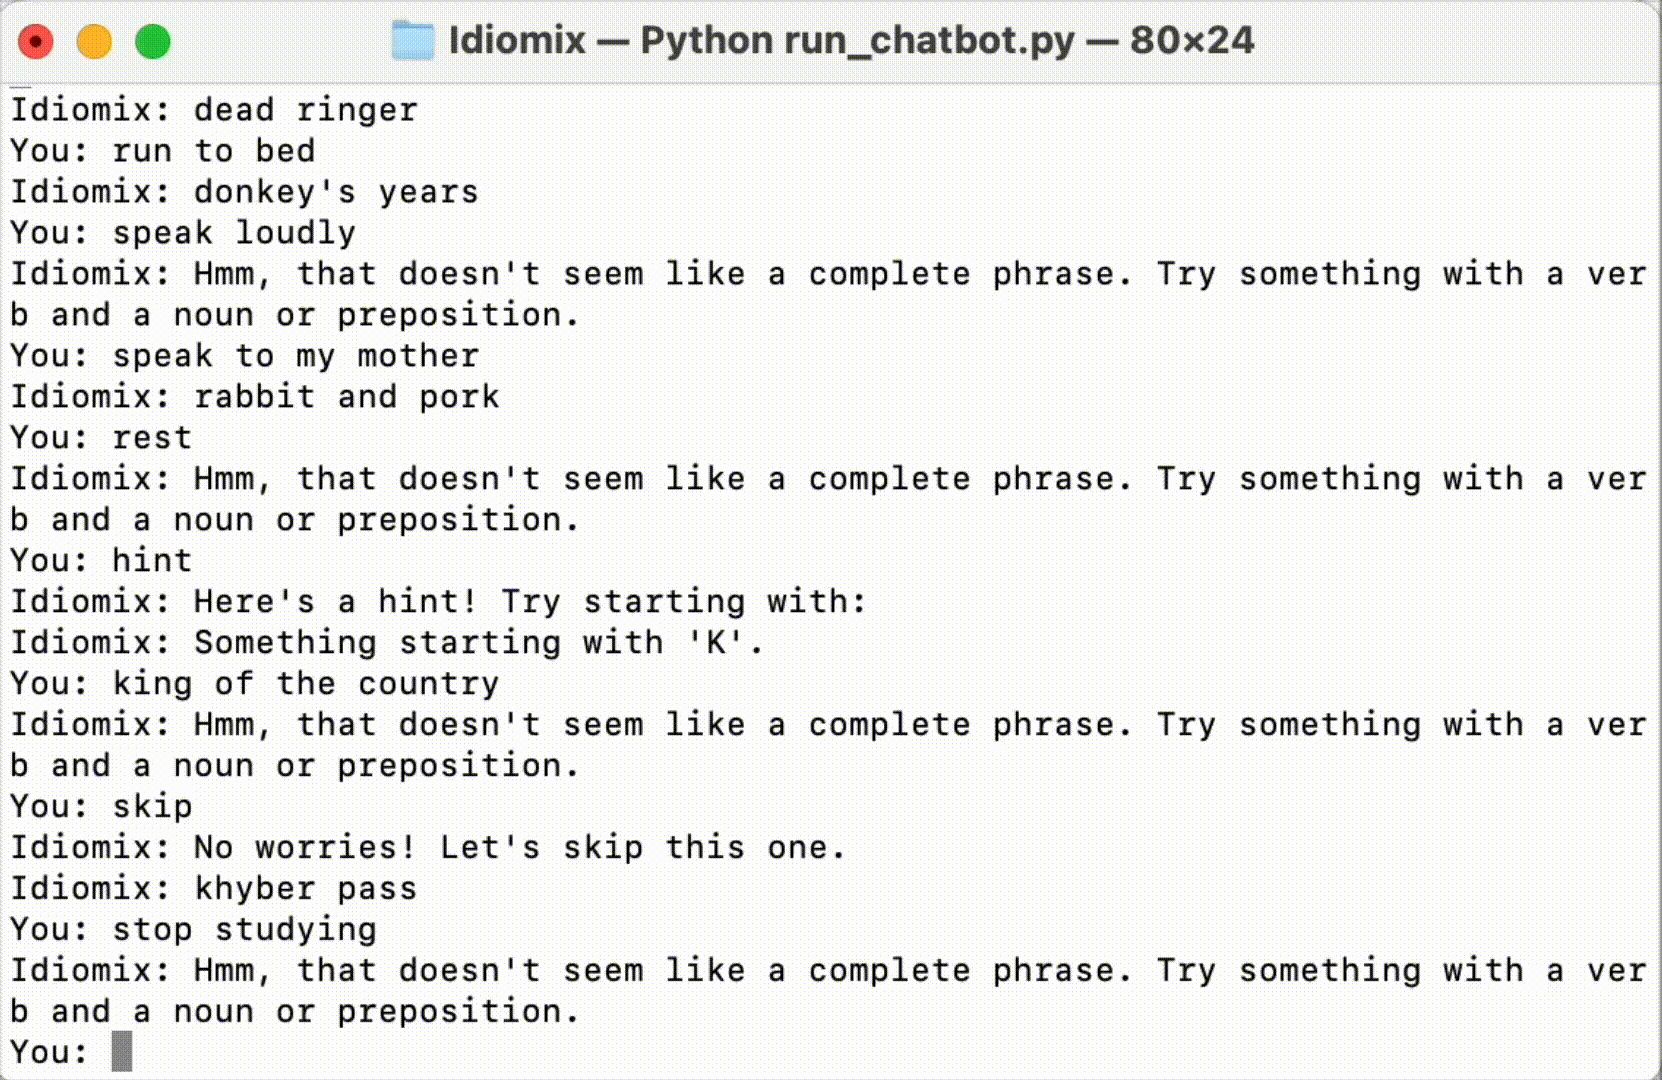 Idiomix — Python run_chatbot.py — 80×24
Idiomix: dead ringer
You: run to bed
Idiomix: donkey's years
You: speak loudly
Idiomix: Hmm, that doesn't seem like a complete phrase. Try something with a ver
b and a noun or preposition.
You: speak to my mother
Idiomix: rabbit and pork
You: rest
Idiomix: Hmm, that doesn't seem like a complete phrase. Try something with a ver
b and a noun or preposition.
You: hint
Idiomix: Here's a hint! Try starting with:
Idiomix: Something starting with 'K'.
You: king of the country
Idiomix: Hmm, that doesn't seem like a complete phrase. Try something with a ver
b and a noun or preposition.
You: skip
Idiomix: No worries! Let's skip this one.
Idiomix: khyber pass
You: stop studying
Idiomix: Hmm, that doesn't seem like a complete phrase. Try something with a ver
b and a noun or preposition.
You: